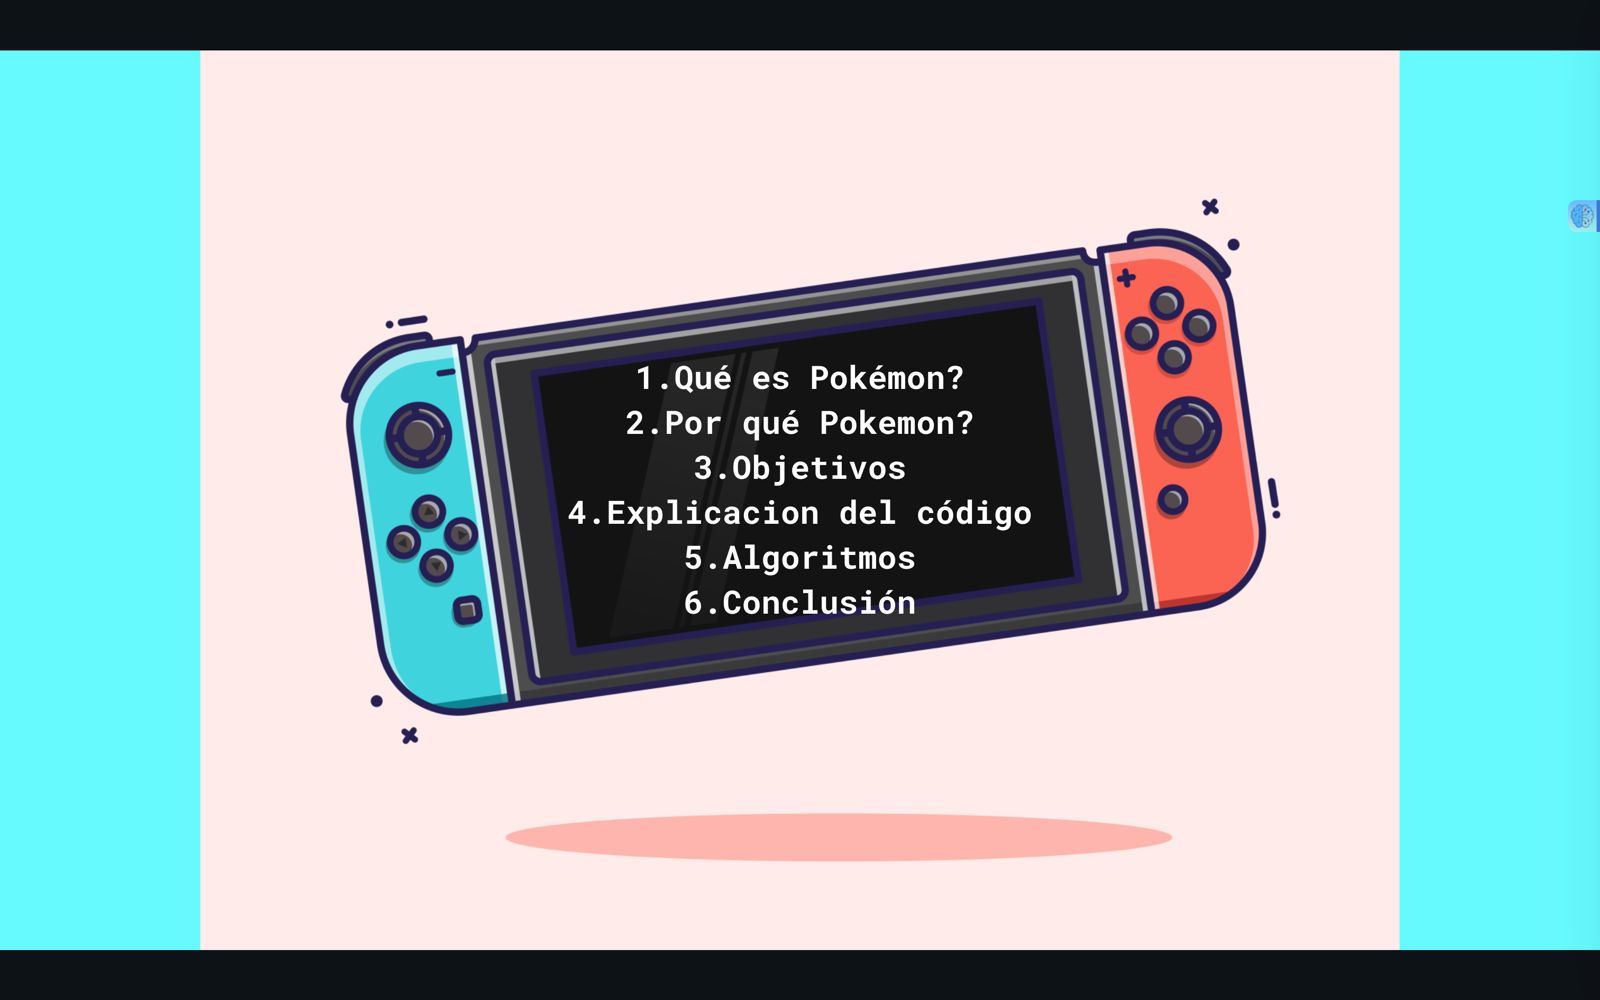 1.Qué es Pokémon?
2.Por qué Pokemon?
3.Objetivos
4.Explicacion del código
5.Algoritmos
6.Conclusión